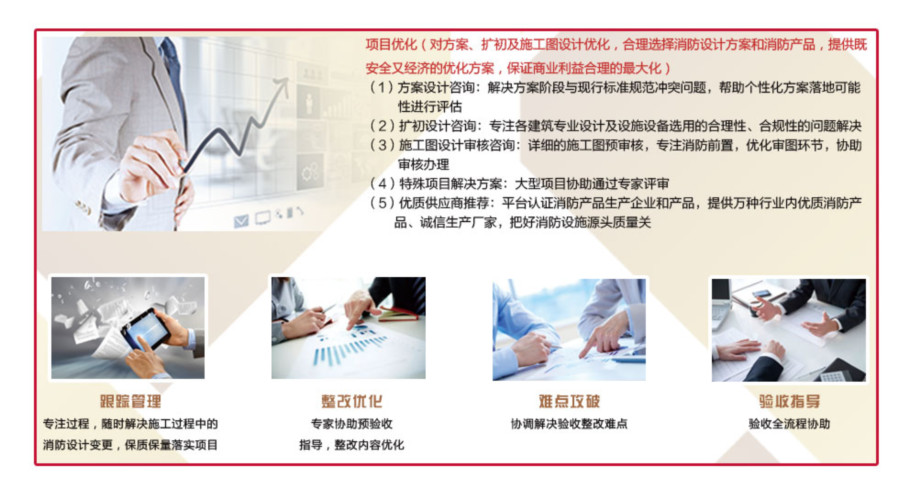 项目优化（对方案、扩初及施工图设计优化，合理选择消防设计方案和消防产品，提供既
安全又经济的优化方案，保证商业利益合理的最大化）
（1）方案设计咨询：解决方案阶段与现行标准规范冲突问题，帮助个性化方案落地可能
性进行评估
（2）扩初设计咨询：专注各建筑专业设计及设施设备选用的合理性、合规性的问题解决
（3）施工图设计审核咨询：详细的施工图预审核，专注消防前置，优化审图环节，协助
审核办理
（4）特殊项目解决方案：大型项目协助通过专家评审
（5）优质供应商推荐：平台认证消防产品生产企业和产品，提供万种行业内优质消防产
品、诚信生产厂家，把好消防设施源头质量关
跟踪管理
专注过程，随时解决施工过程中的
消防设计变更，保质保量落实项目
整改优化
专家协助预验收
指导，整改内容优化
难点攻破
协调解决验收整改难点
验收指导
验收全流程协助